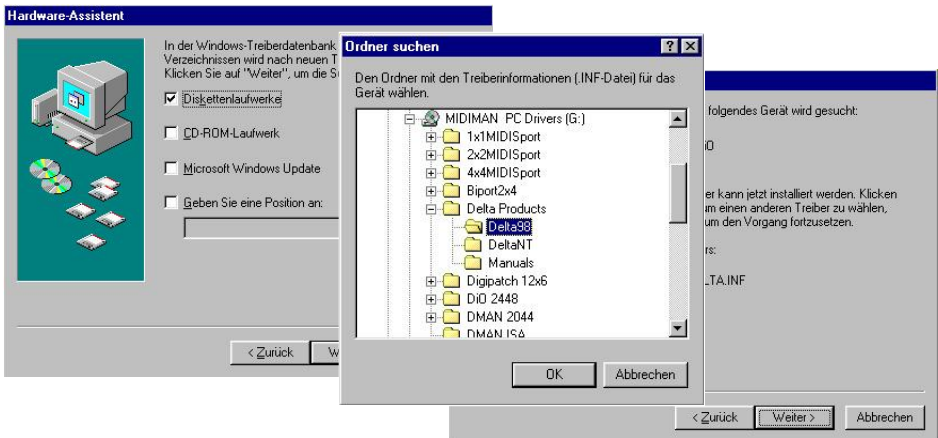 Hardware-Assistent
In der Windows-Treiberdatenbank
Verzeichnissen wird nach neuen
Klicken Sie auf "Weiter", um die
Diskettenlaufwerke
CD-ROM-Laufwerk
Microsoft Windows Update
Geben Sie eine Position an:
< Zurück
Ordner suchen
Den Ordner mit den Treiberinformationen (.INF-Datei) für das
Gerät wählen.
MIDIMAN PC Drivers (G:)
1x1MIDISport
2x2MIDISport
4x4MIDISport
Biport2x4
Delta Products
Delta98
DeltaNT
Manuals
Digipatch 12x6
DiO 2448
DMAN 2044
DMAN ISA
OK Abbrechen
folgendes Gerät wird gesucht:
er kann jetzt installiert werden. Klicken
um einen anderen Treiber zu wählen,
um den Vorgang fortzusetzen.
rs:
LTA.INF
< Zurück Weiter > Abbrechen